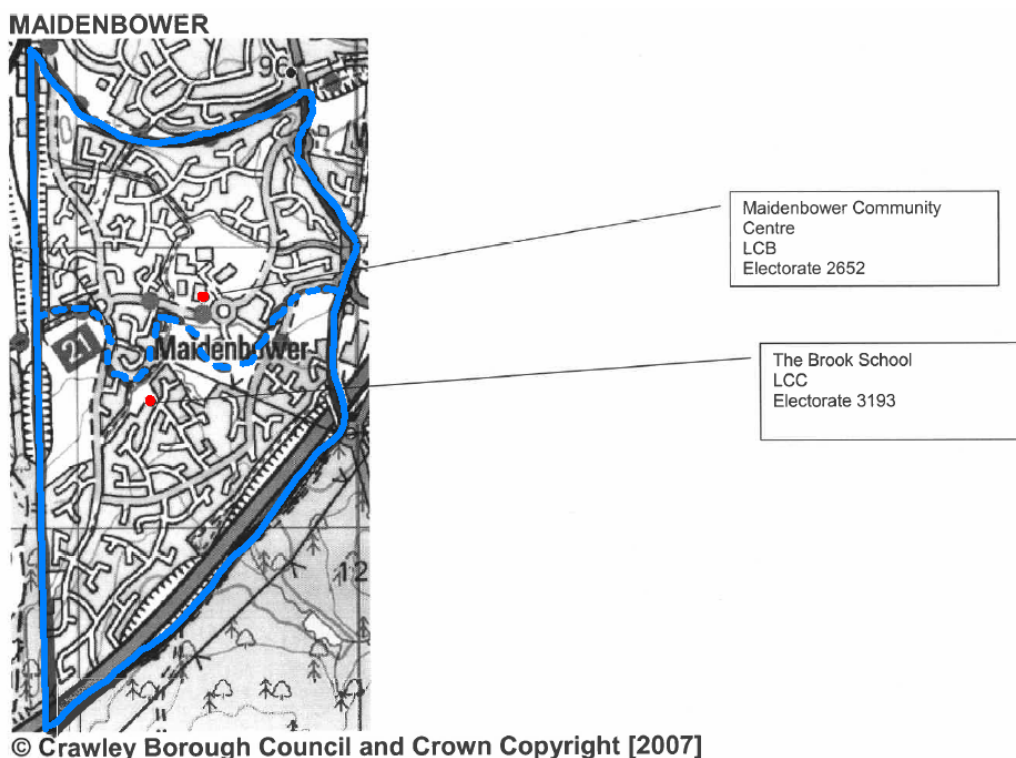 MAIDENBOWER
96
Maidenbower Community
Centre
LCB
Electorate 2652
21
Maidenbower
The Brook School
LCC
Electorate 3193
12
© Crawley Borough Council and Crown Copyright [2007]